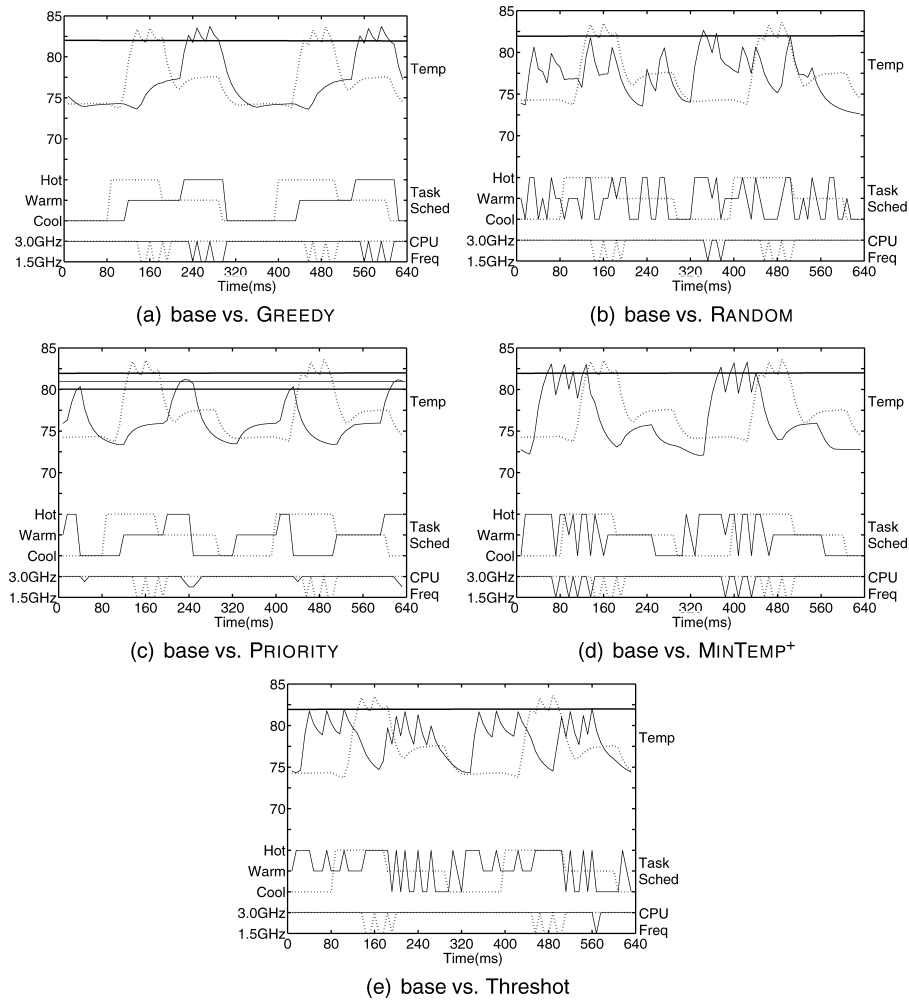 85
80
75
70
Temp
Hot
Warm
Cool
Task
Sched
3.0GHz
1.5GHz
CPU
Freq
0 80 160 240 320 400 480 560 640
Time(ms)
(a) base vs. GREEDY
85
80
75
70
Temp
Hot
Warm
Cool
Task
Sched
3.0GHz
1.5GHz
CPU
Freq
0 80 160 240 320 400 480 560 640
Time(ms)
(b) base vs. RANDOM
85
80
75
70
Temp
Hot
Warm
Cool
Task
Sched
3.0GHz
1.5GHz
CPU
Freq
0 80 160 240 320 400 480 560 640
Time(ms)
(c) base vs. PRIORITY
85
80
75
70
Temp
Hot
Warm
Cool
Task
Sched
3.0GHz
1.5GHz
CPU
Freq
0 80 160 240 320 400 480 560 640
Time(ms)
(d) base vs. MINTEMP⁺
85
80
75
70
Temp
Hot
Warm
Cool
Task
Sched
3.0GHz
1.5GHz
CPU
Freq
0 80 160 240 320 400 480 560 640
Time(ms)
(e) base vs. Threshot